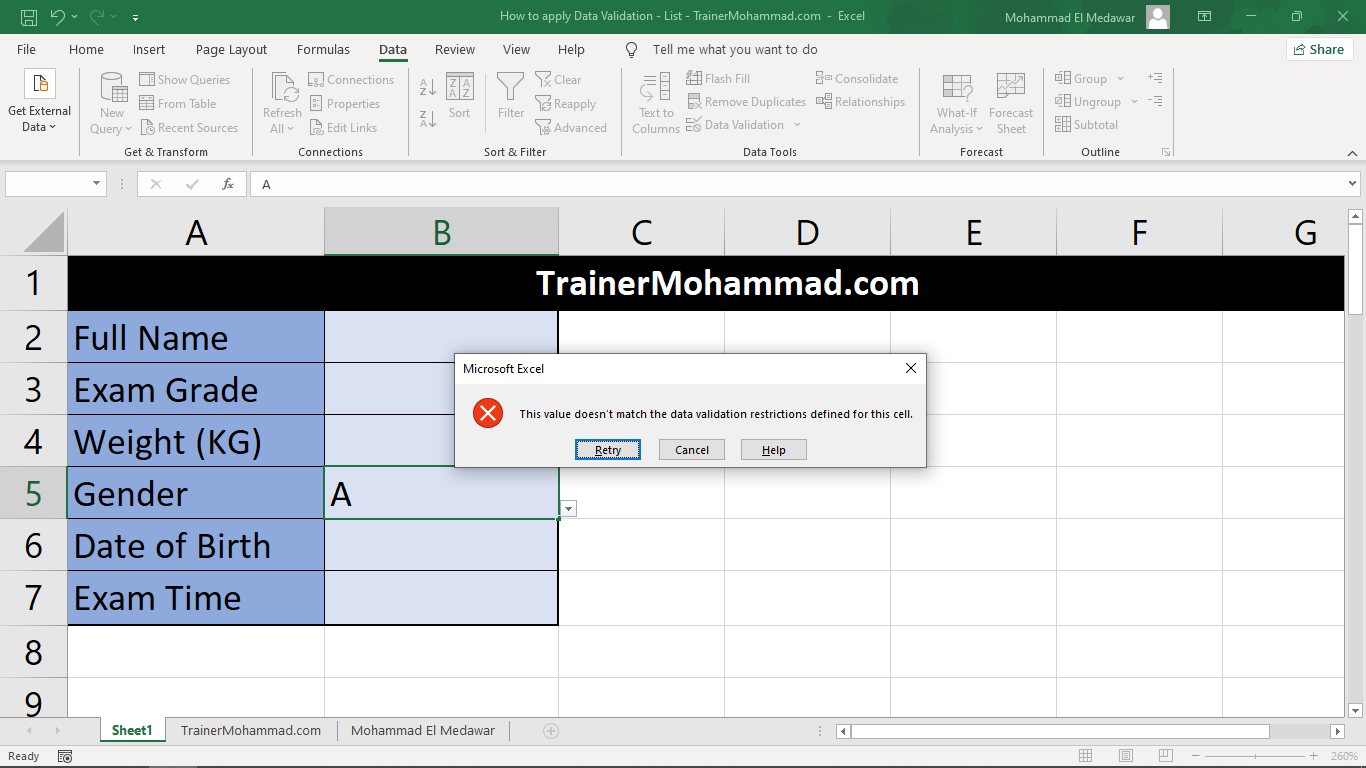 How to apply Data Validation - List - TrainerMohammad.com - Excel
Mohammad El Medawar
File Home Insert Page Layout Formulas Data Review View Help Tell me what you want to do Share
Get External Data
New Query
Show Queries
From Table
Recent Sources
Get & Transform
Refresh All
Connections
Properties
Edit Links
Connections
Sort
Filter
Clear
Reapply
Advanced
Sort & Filter
Text to Columns
Flash Fill
Remove Duplicates
Data Validation
Consolidate
Relationships
Data Tools
What-If Analysis
Forecast Sheet
Forecast
Group
Ungroup
Subtotal
Outline
fx A
A B C D E F G
1 TrainerMohammad.com
2 Full Name
3 Exam Grade
4 Weight (KG)
5 Gender A
6 Date of Birth
7 Exam Time
8
9
Microsoft Excel
This value doesn't match the data validation restrictions defined for this cell.
Retry Cancel Help
Sheet1 TrainerMohammad.com Mohammad El Medawar
Ready 260%